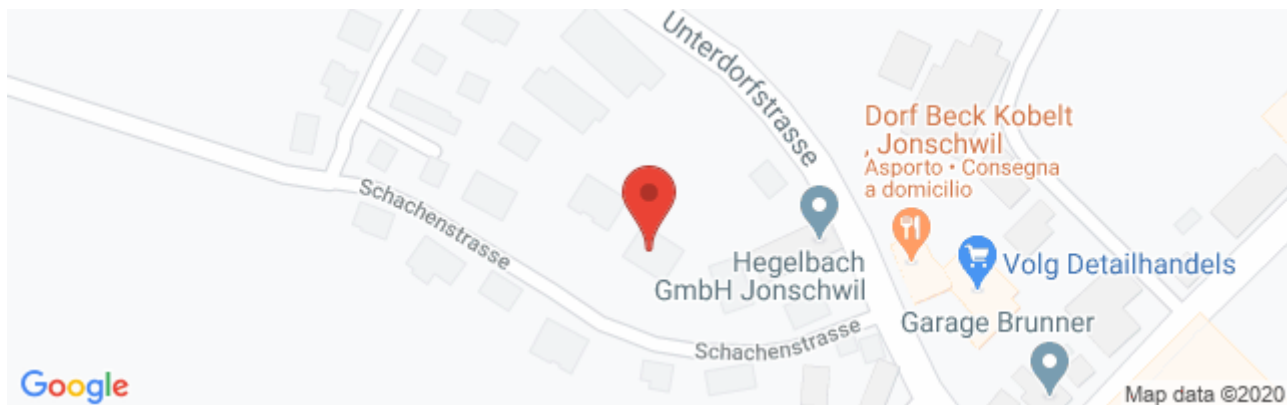 Unterdorfstrasse
Dorf Beck Kobelt
, Jonschwil
Asporto • Consegna
a domicilio
Schachenstrasse
Hegelbach
GmbH Jonschwil
Volg Detailhandels
Garage Brunner
Schachenstrasse
Google
Map data ©2020